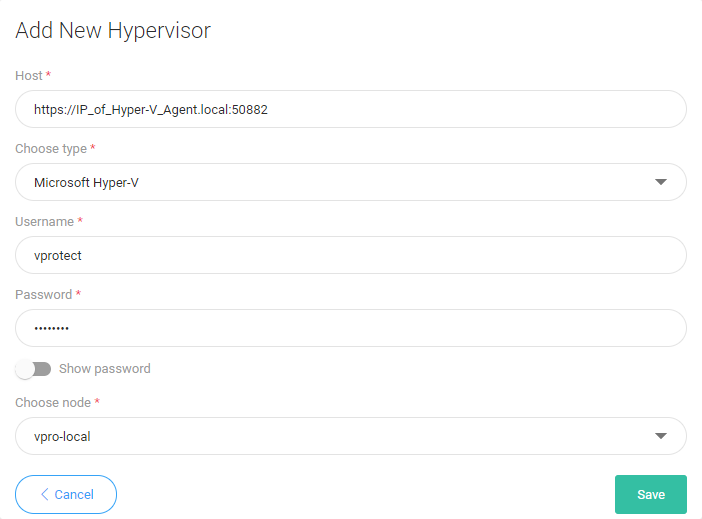 Add New Hypervisor
Host *
https://IP_of_Hyper-V_Agent.local:50882
Choose type *
Microsoft Hyper-V
Username *
vprotect
Password *
••••••••
Show password
Choose node *
vpro-local
Cancel
Save